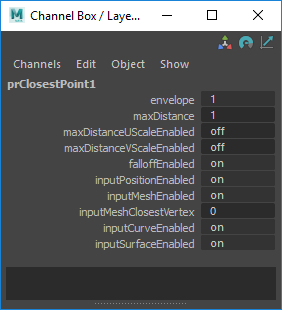 Channel Box / Laye...
Channels Edit Object Show
prClosestPoint1
envelope 1
maxDistance 1
maxDistanceUScaleEnabled off
maxDistanceVScaleEnabled off
falloffEnabled on
inputPositionEnabled on
inputMeshEnabled on
inputMeshClosestVertex 0
inputCurveEnabled on
inputSurfaceEnabled on